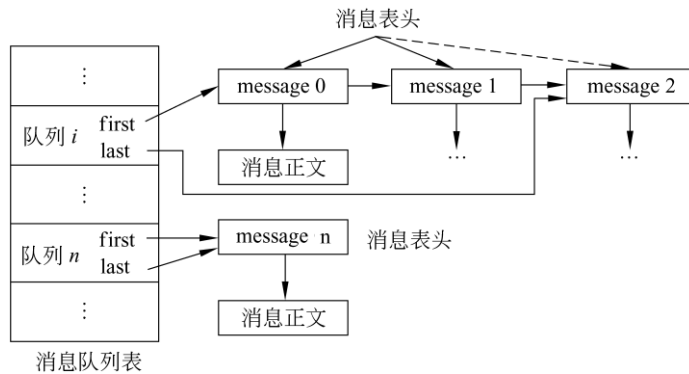 消息表头
⋮
message 0
message 1
message 2
队列 i
first
last
消息正文
…
…
⋮
队列 n
first
last
message n
消息表头
消息正文
⋮
消息队列表